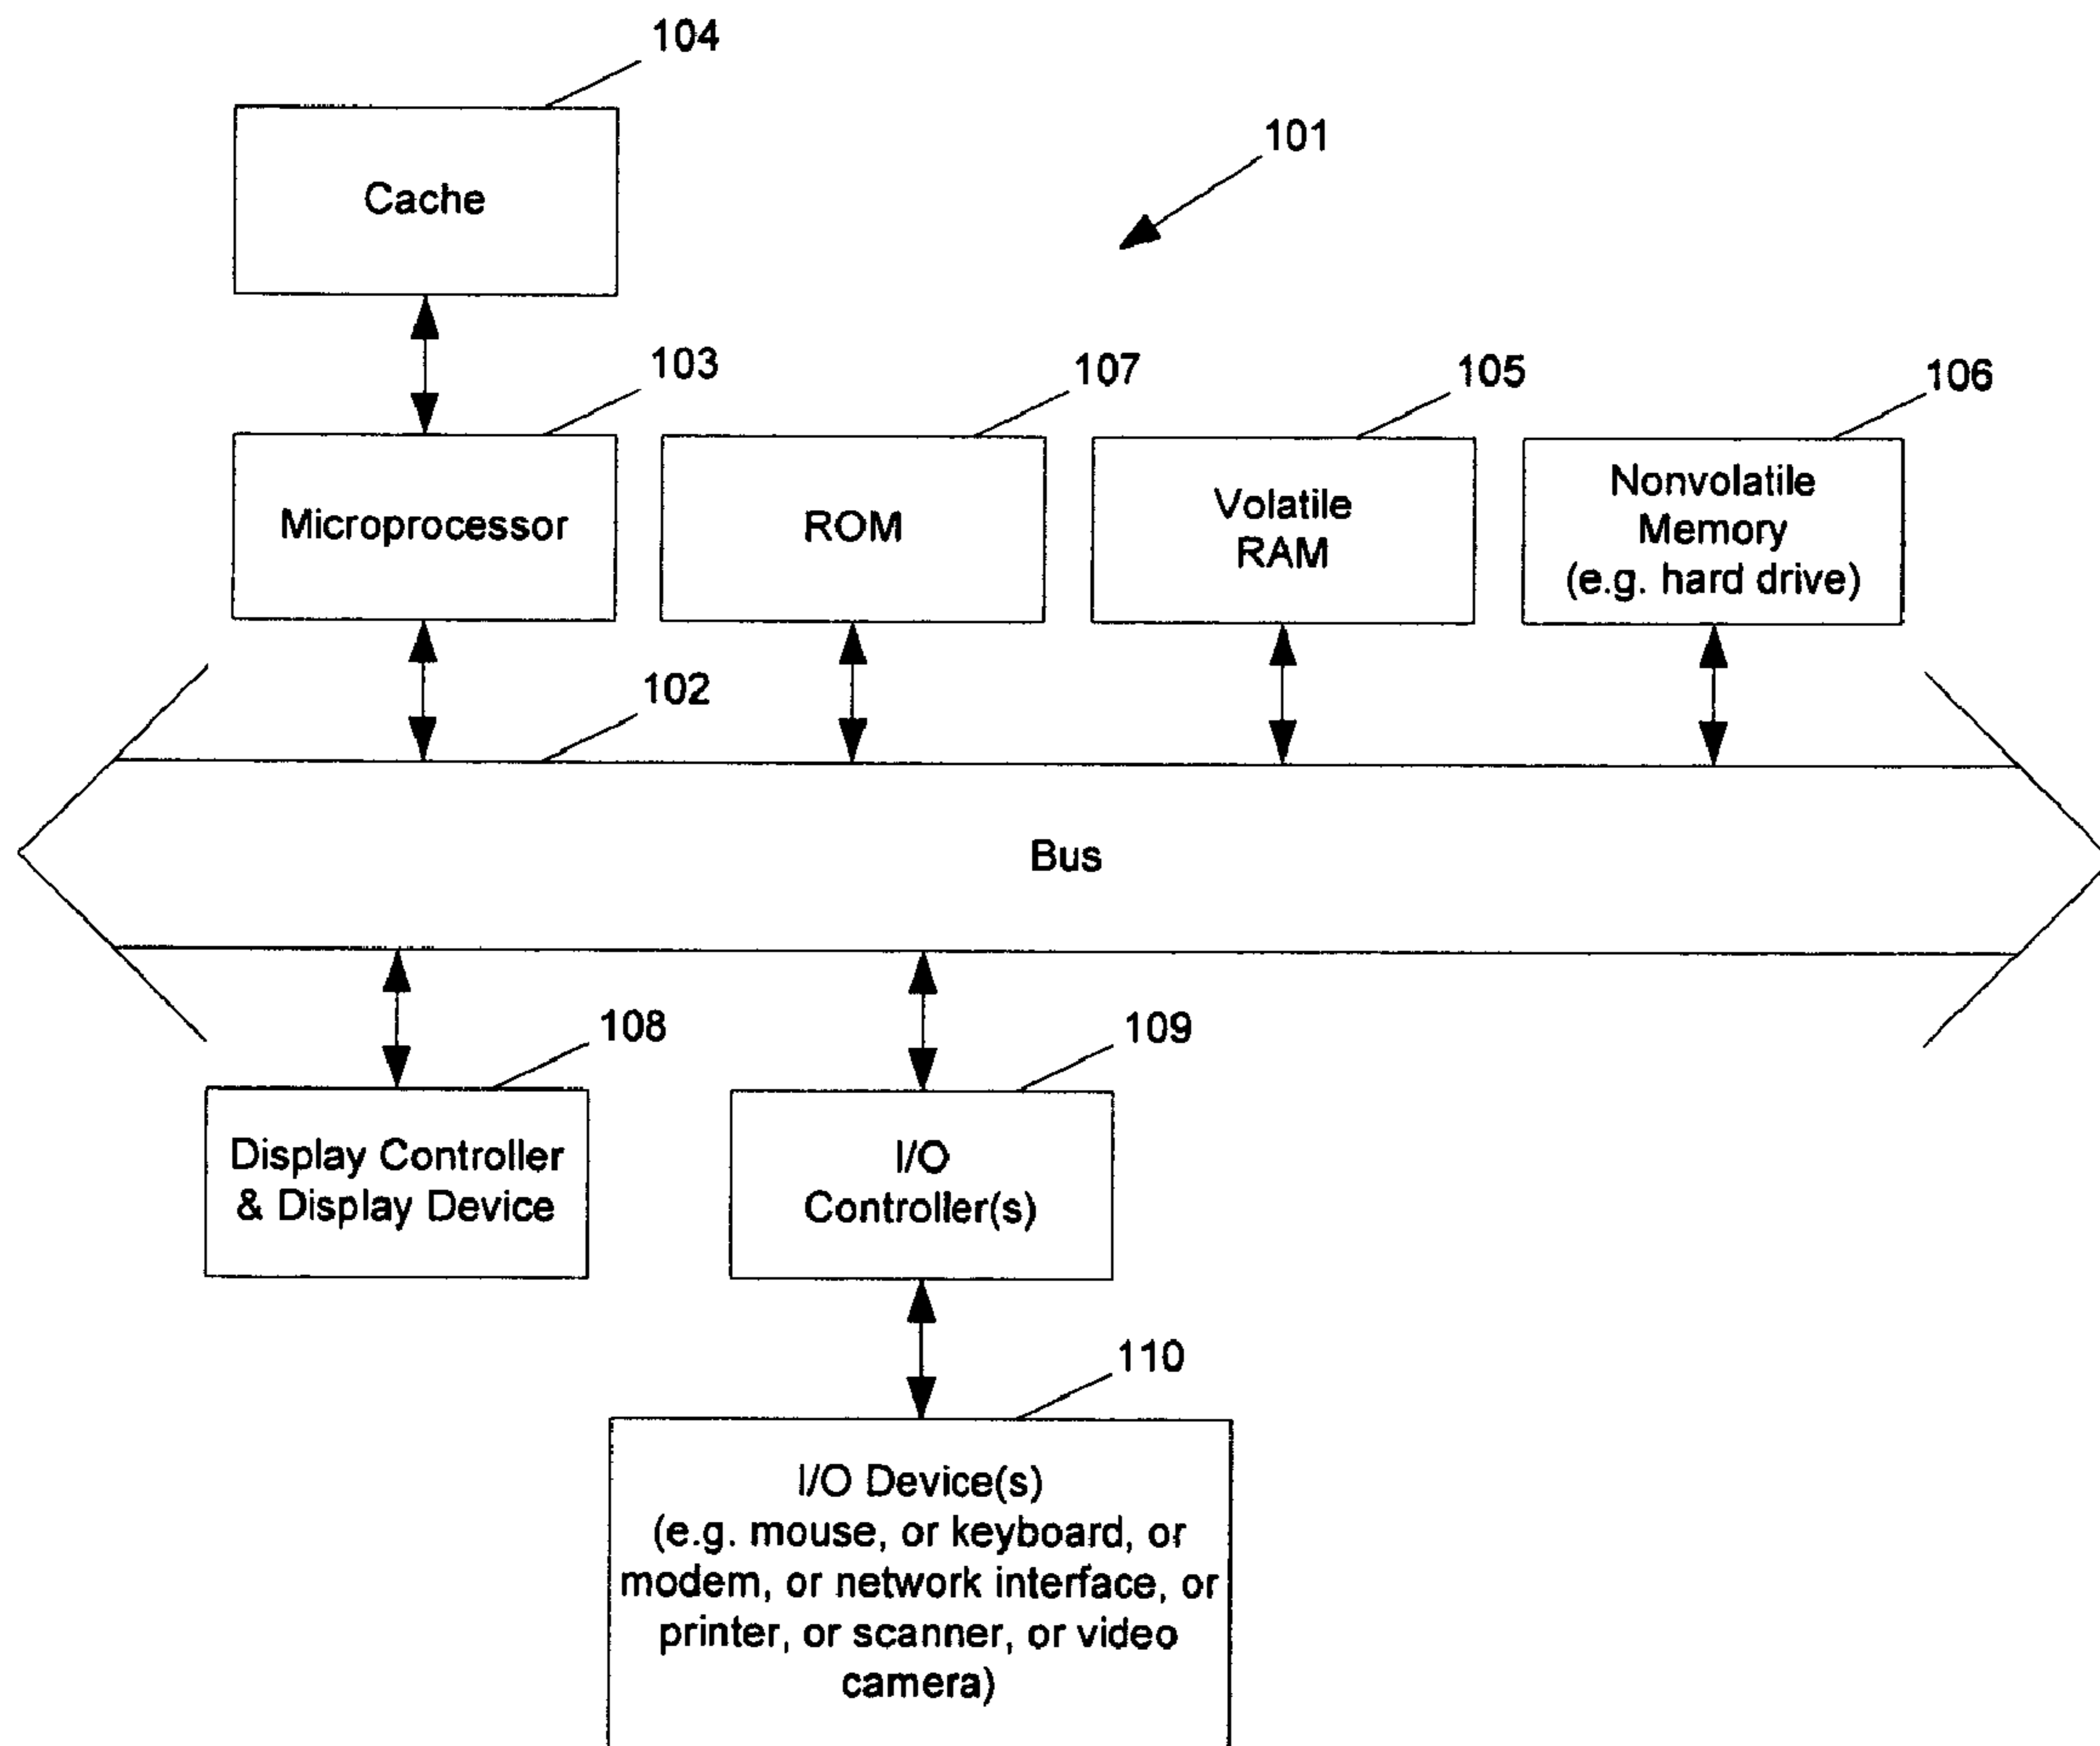 104
Cache
101
103
107
105
106
Microprocessor
ROM
Volatile
RAM
Nonvolatile
Memory
(e.g. hard drive)
102
Bus
108
109
Display Controller
& Display Device
I/O
Controller(s)
110
I/O Device(s)
(e.g. mouse, or keyboard, or
modem, or network interface, or
printer, or scanner, or video
camera)